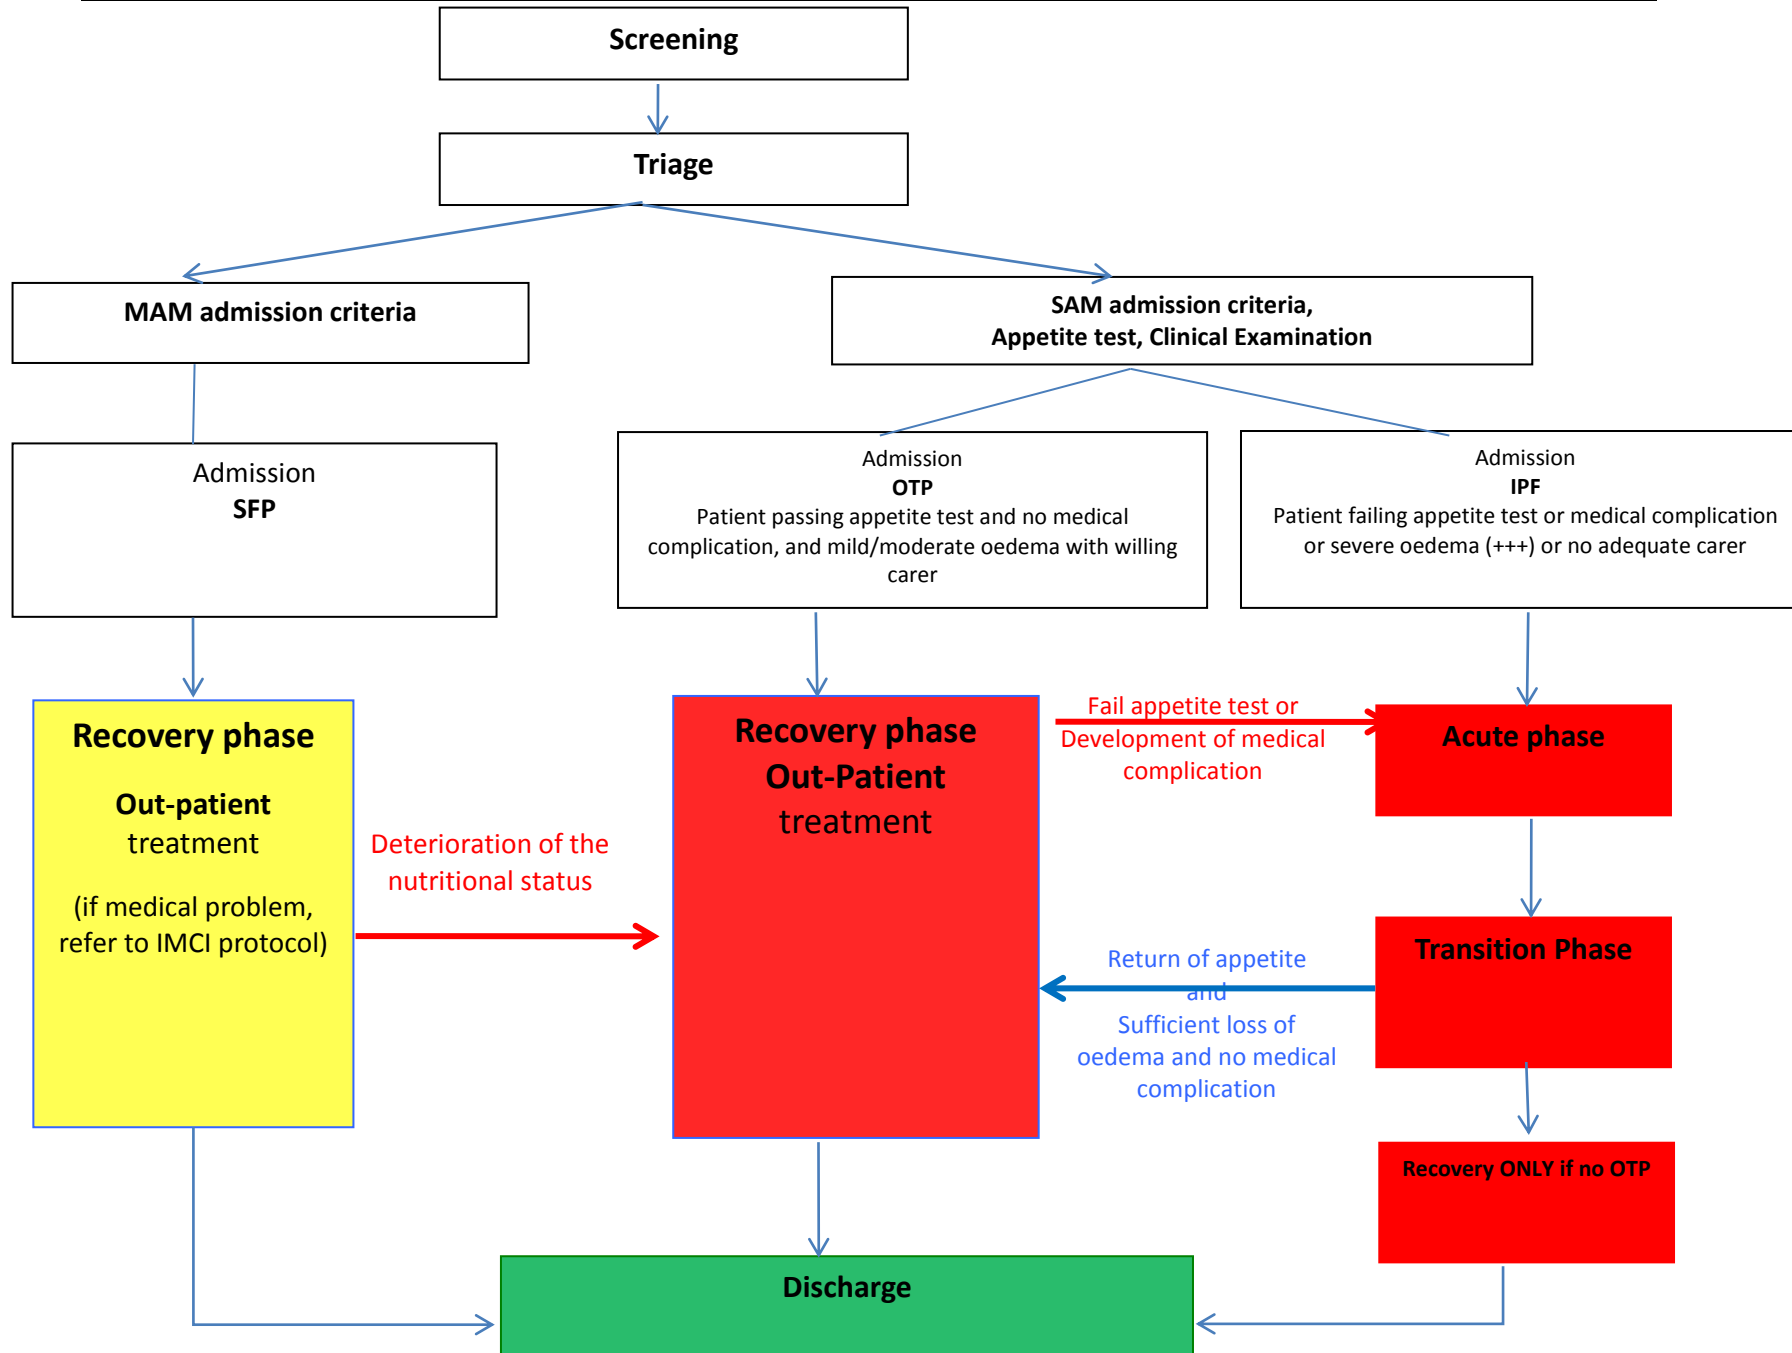 Screening
Triage
MAM admission criteria
SAM admission criteria,
Appetite test, Clinical Examination
Admission
SFP
Admission
OTP
Patient passing appetite test and no medical
complication, and mild/moderate oedema with willing
carer
Admission
IPF
Patient failing appetite test or medical complication
or severe oedema (+++) or no adequate carer
Recovery phase
Out-patient
treatment
(if medical problem,
refer to IMCI protocol)
Deterioration of the
nutritional status
Recovery phase
Out-Patient
treatment
Fail appetite test or
Development of medical
complication
Acute phase
Return of appetite
and
Sufficient loss of
oedema and no medical
complication
Transition Phase
Recovery ONLY if no OTP
Discharge